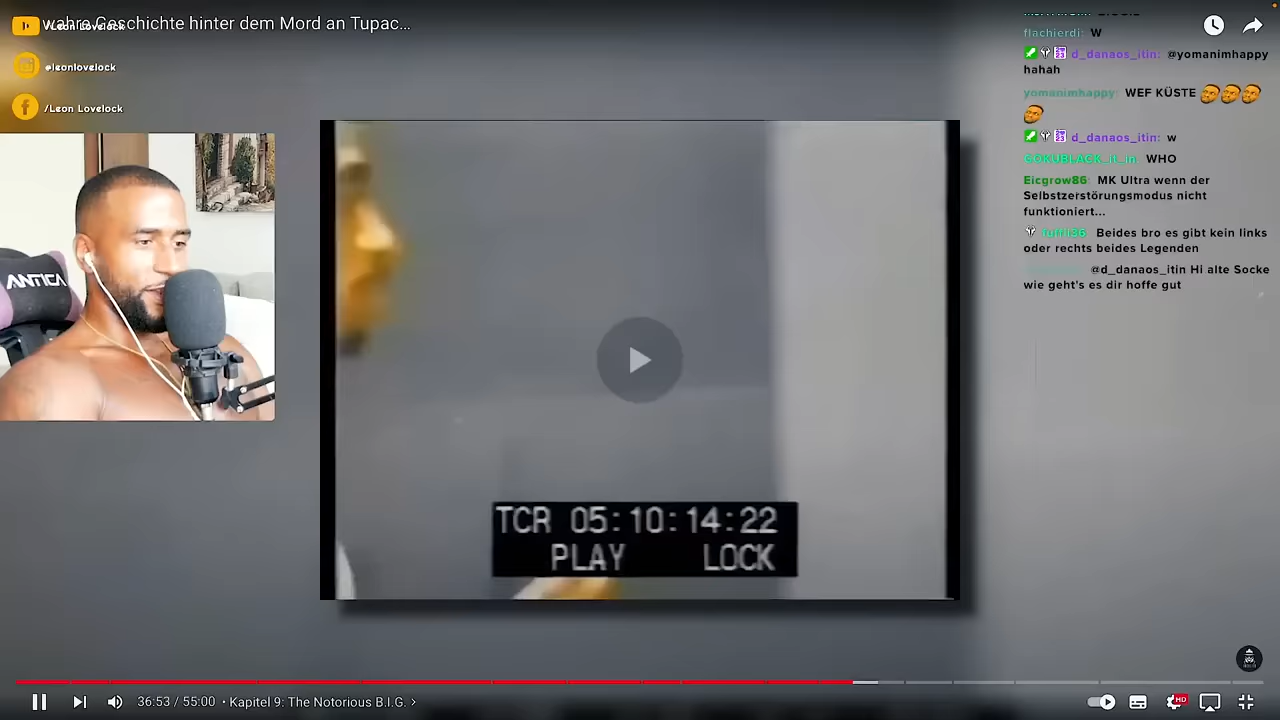 wahre Geschichte hinter dem Mord an Tupac...
/Leon Lovelock
@leonlovelock
/Leon Lovelock
ANTICA
flachierdi: W
d_danaos_itin: @yomanimhappy
hahah
yomanimhappy: WEF KÜSTE
d_danaos_itin: w
COKUBLACK_it_in: WHO
Eicgrow86: MK Ultra wenn der
Selbstzerstörungsmodus nicht
funktioniert...
Beides bro es gibt kein links
oder rechts beides Legenden
@d_danaos_itin Hi alte Socke
wie geht's es dir hoffe gut
TCR 05:10:14:22
PLAY LOCK
36:53 / 55:00 • Kapitel 9: The Notorious B.I.G. >
HD